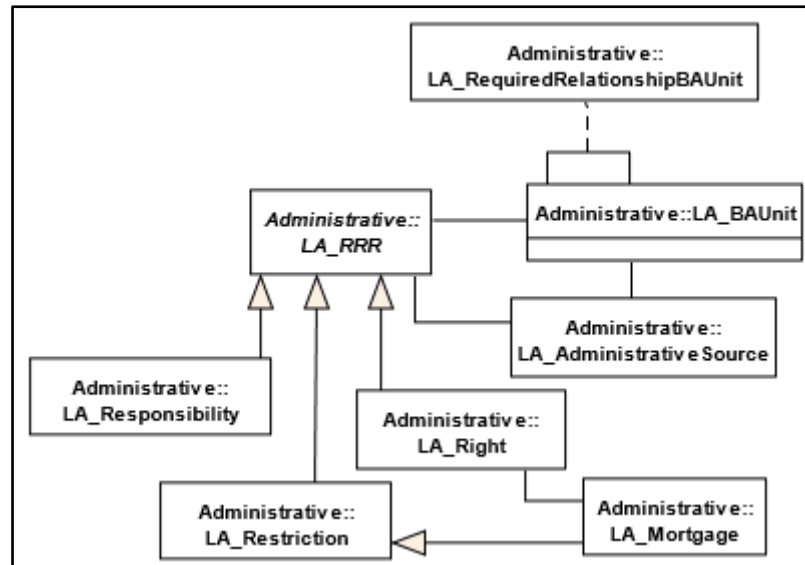 Administrative::
LA_RequiredRelationshipBAUnit
Administrative::
LA_RRR
Administrative::LA_BAUnit
Administrative::
LA_AdministrativeSource
Administrative::
LA_Responsibility
Administrative::
LA_Right
Administrative::
LA_Restriction
Administrative::
LA_Mortgage